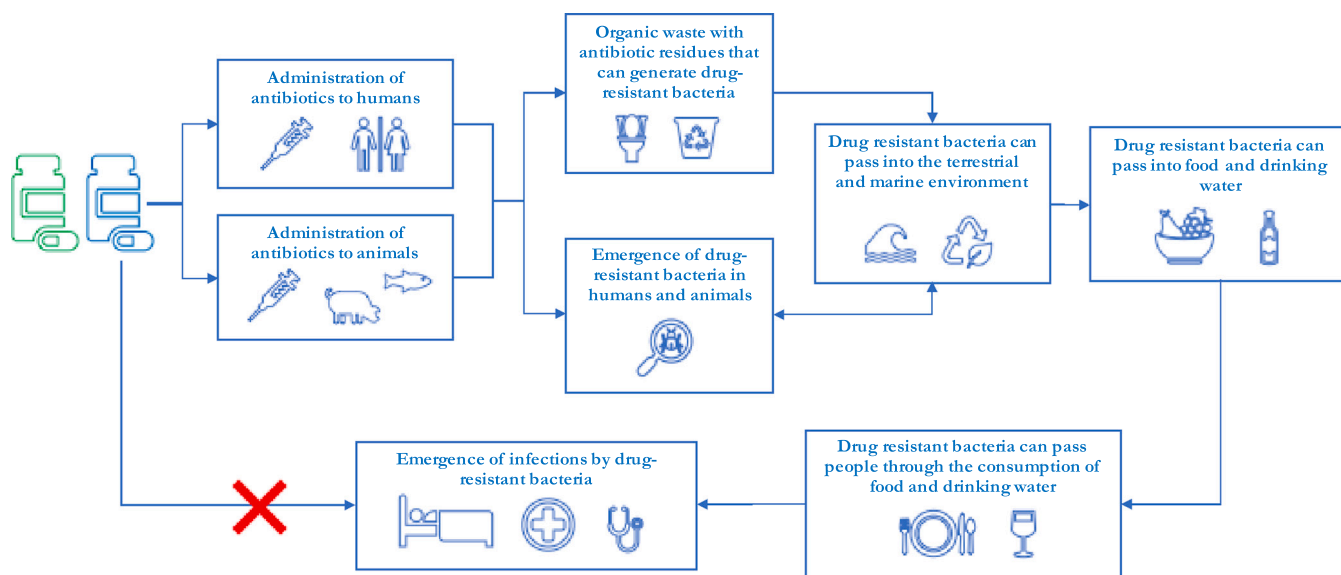 Administration of
antibiotics to humans
Administration of
antibiotics to animals
Organic waste with
antibiotic residues that
can generate drug-
resistant bacteria
Emergence of drug-
resistant bacteria in
humans and animals
Drug resistant bacteria can
pass into the terrestrial
and marine environment
Drug resistant bacteria can
pass into food and drinking
water
Drug resistant bacteria can pass
people through the consumption of
food and drinking water
Emergence of infections by drug-
resistant bacteria